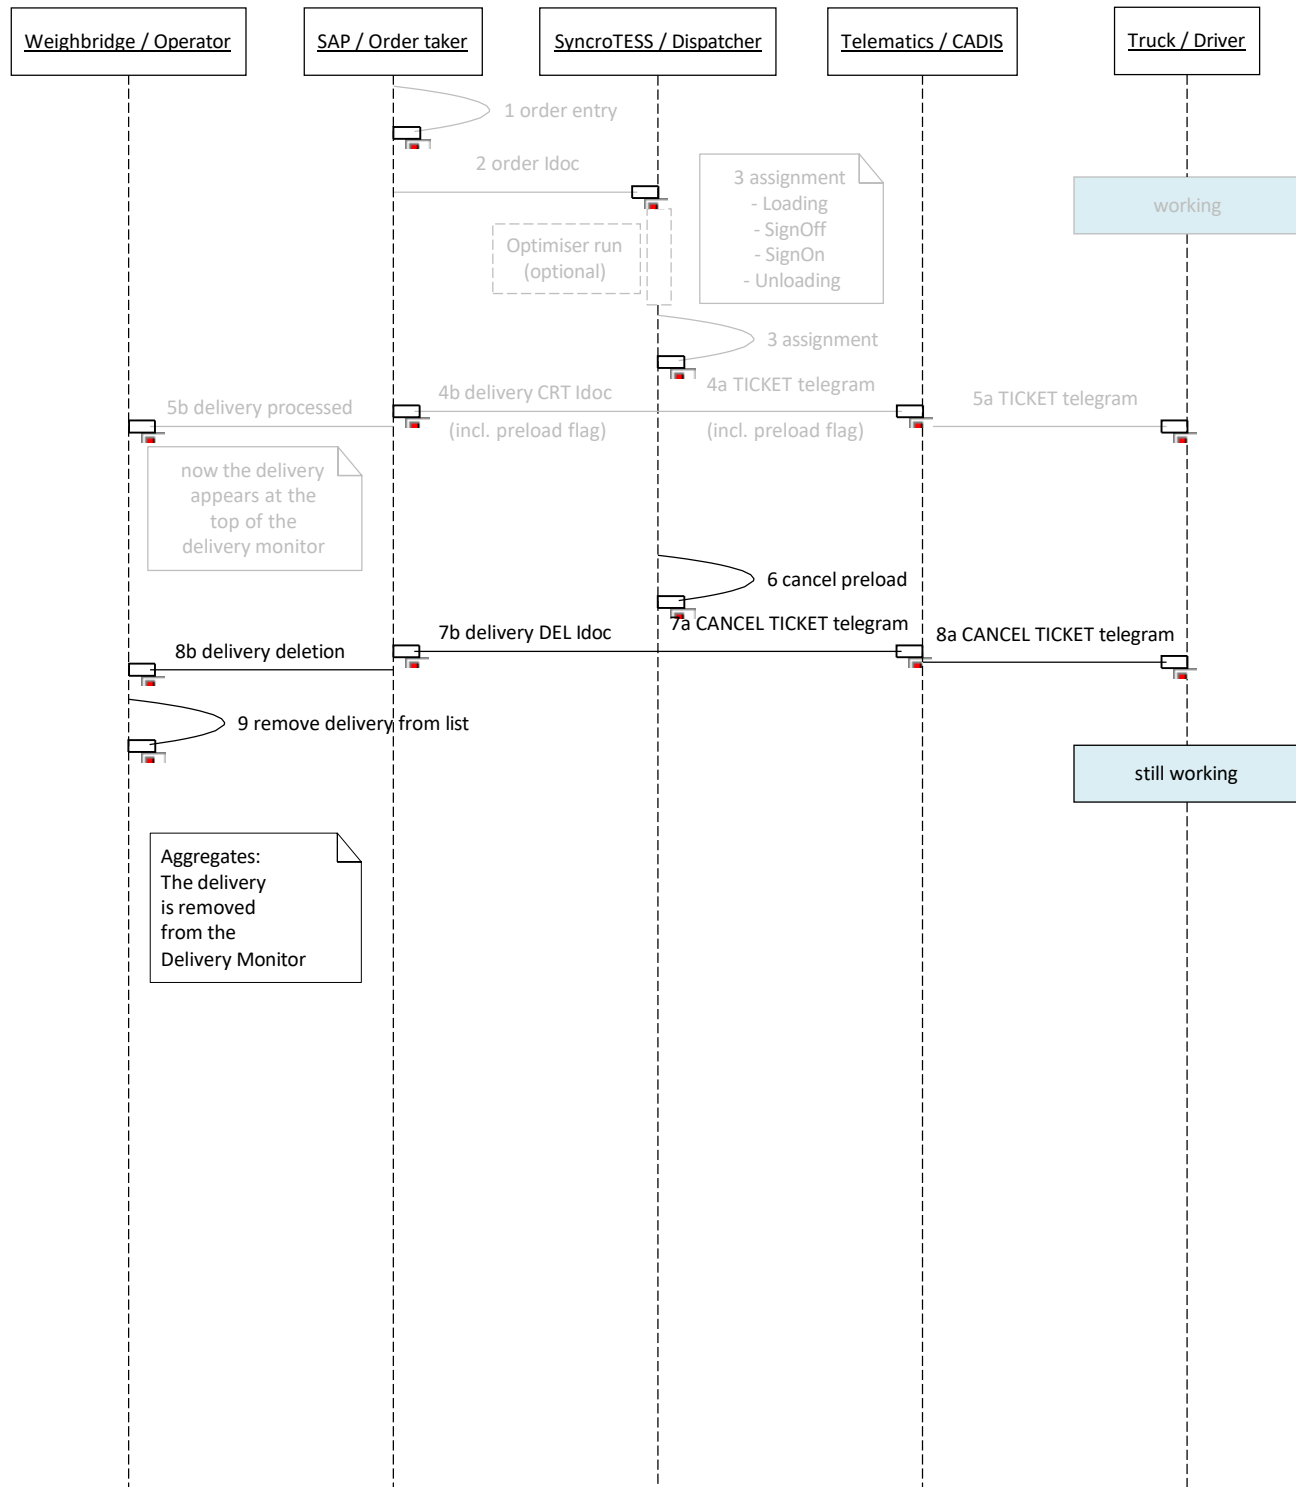 Weighbridge / Operator
SAP / Order taker
SyncroTESS / Dispatcher
Telematics / CADIS
Truck / Driver
1 order entry
2 order Idoc
3 assignment
- Loading
- SignOff
- SignOn
- Unloading
working
Optimiser run
(optional)
3 assignment
4b delivery CRT Idoc
(incl. preload flag)
4a TICKET telegram
(incl. preload flag)
5b delivery processed
5a TICKET telegram
now the delivery
appears at the
top of the
delivery monitor
6 cancel preload
7b delivery DEL Idoc
7a CANCEL TICKET telegram
8a CANCEL TICKET telegram
8b delivery deletion
9 remove delivery from list
still working
Aggregates:
The delivery
is removed
from the
Delivery Monitor